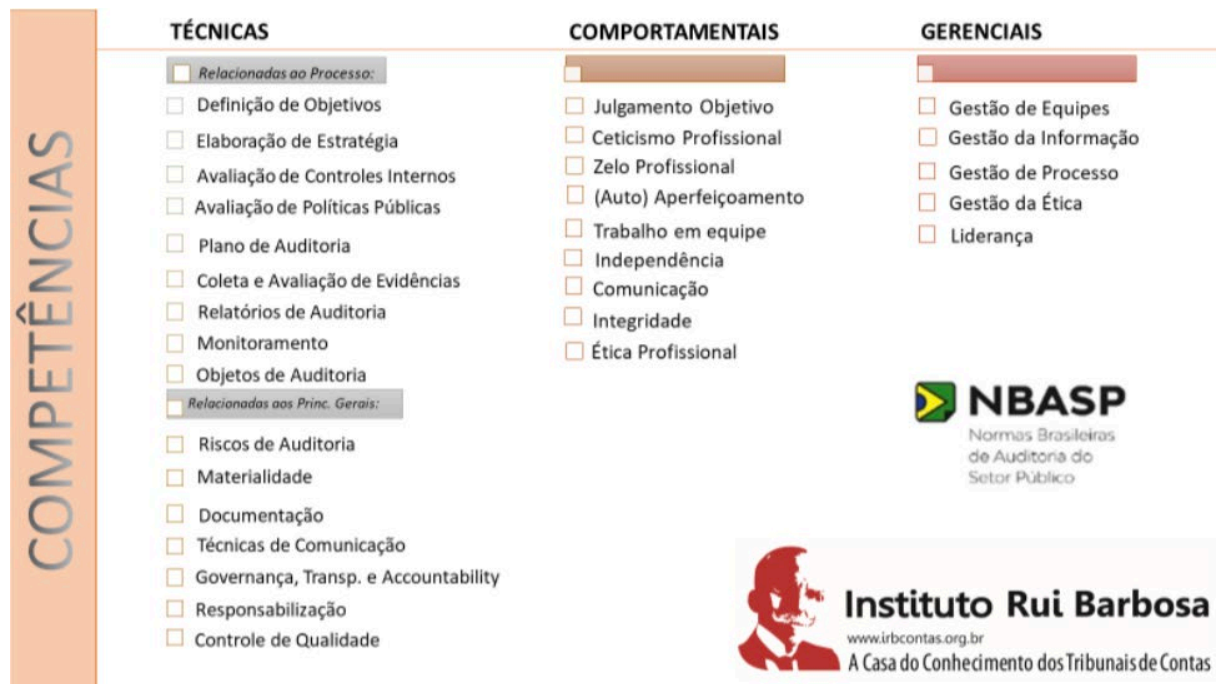 COMPETÊNCIAS
TÉCNICAS
Relacionadas ao Processo:
Definição de Objetivos
Elaboração de Estratégia
Avaliação de Controles Internos
Avaliação de Políticas Públicas
Plano de Auditoria
Coleta e Avaliação de Evidências
Relatórios de Auditoria
Monitoramento
Objetos de Auditoria
Relacionadas aos Princ. Gerais:
Riscos de Auditoria
Materialidade
Documentação
Técnicas de Comunicação
Governança, Transp. e Accountability
Responsabilização
Controle de Qualidade
COMPORTAMENTAIS
Julgamento Objetivo
Ceticismo Profissional
Zelo Profissional
(Auto) Aperfeiçoamento
Trabalho em equipe
Independência
Comunicação
Integridade
Ética Profissional
GERENCIAIS
Gestão de Equipes
Gestão da Informação
Gestão de Processo
Gestão da Ética
Liderança
NBASP
Normas Brasileiras
de Auditoria do
Setor Público
Instituto Rui Barbosa
www.irbcontas.org.br
A Casa do Conhecimento dos Tribunais de Contas